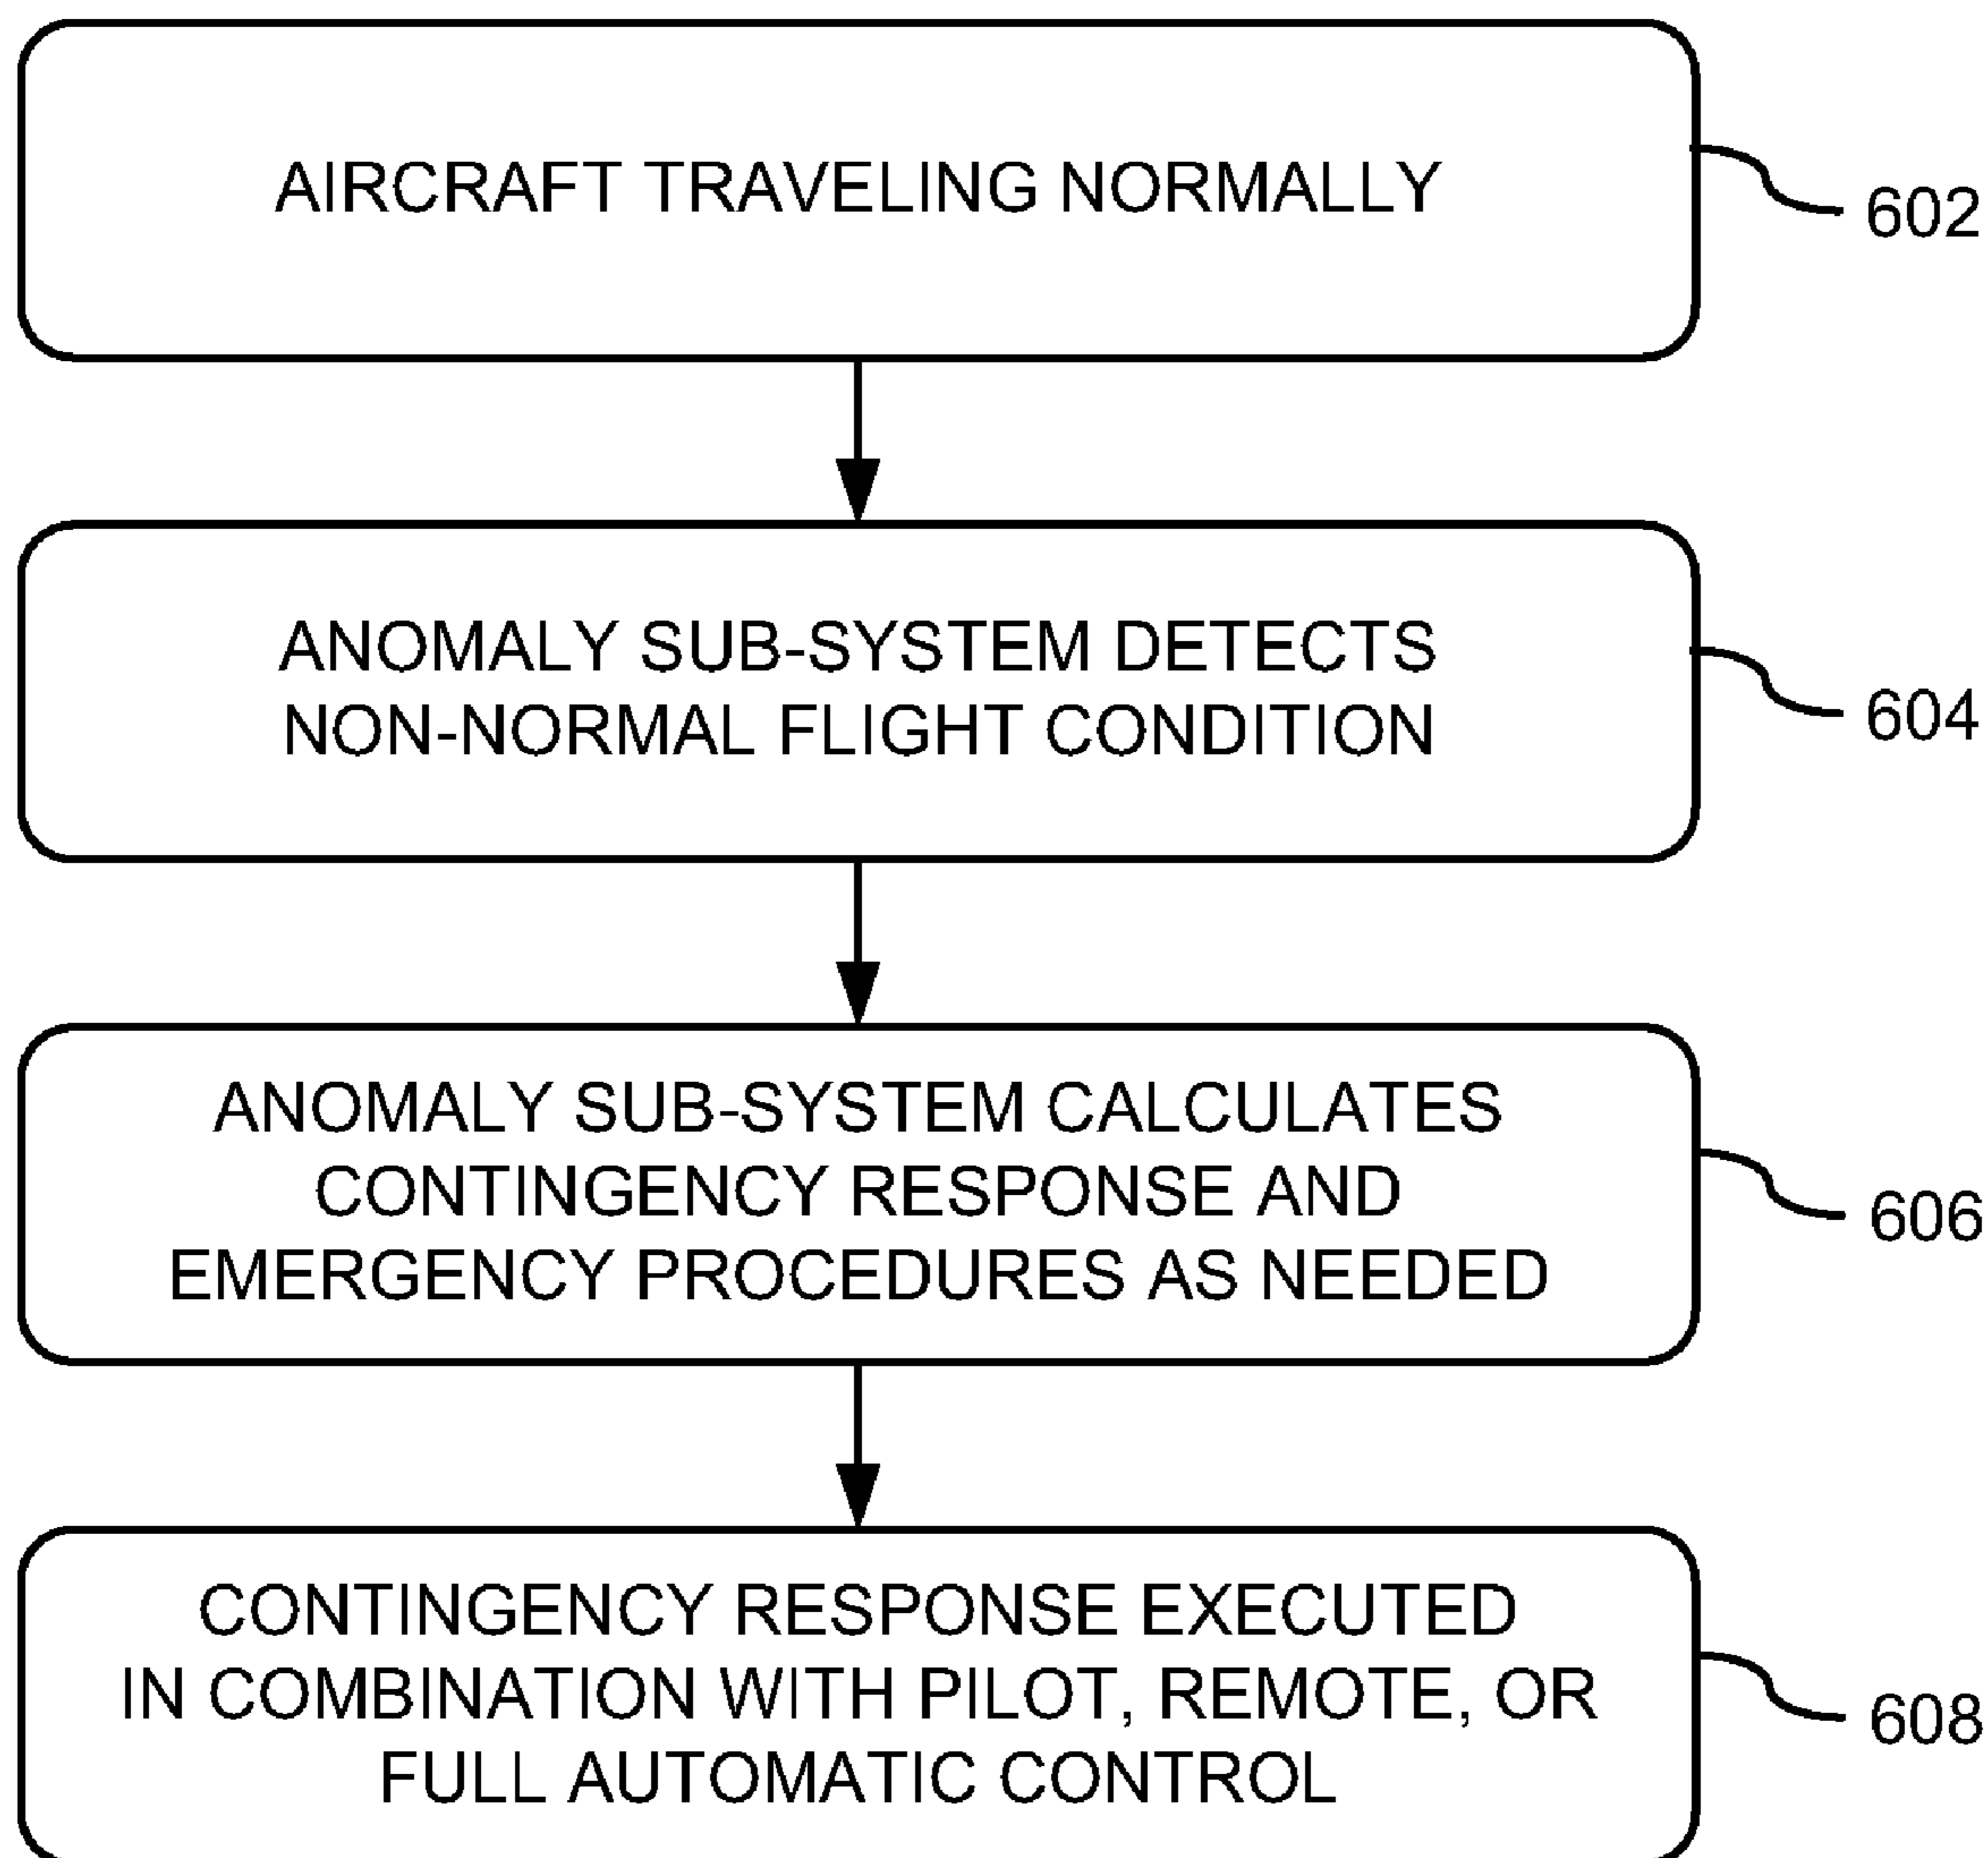 AIRCRAFT TRAVELING NORMALLY
602
ANOMALY SUB-SYSTEM DETECTS
NON-NORMAL FLIGHT CONDITION
604
ANOMALY SUB-SYSTEM CALCULATES
CONTINGENCY RESPONSE AND
EMERGENCY PROCEDURES AS NEEDED
606
CONTINGENCY RESPONSE EXECUTED
IN COMBINATION WITH PILOT, REMOTE, OR
FULL AUTOMATIC CONTROL
608